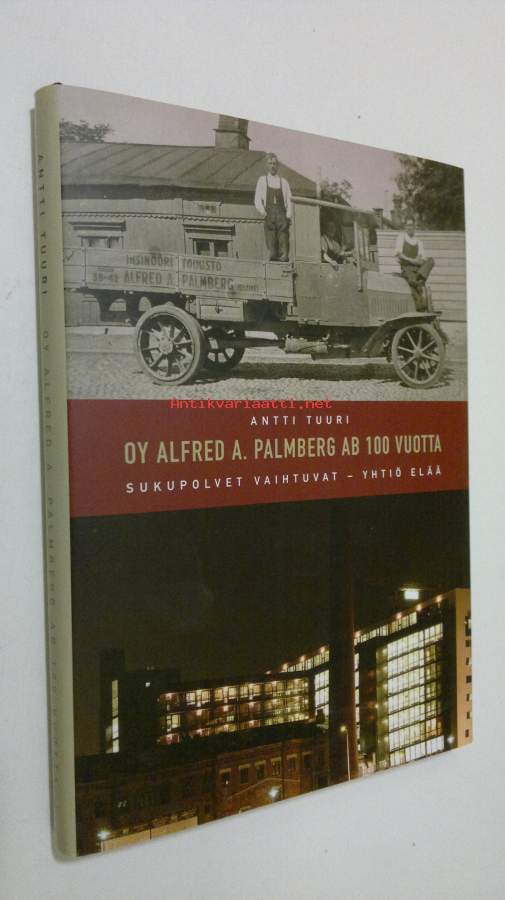 INSINÖÖRI TOIMISTO
ALFRED A. PALMBERG
Antikvariaatti.net
ANTTI TUURI
OY ALFRED A. PALMBERG AB 100 VUOTTA
SUKUPOLVET VAIHTUVAT – YHTIÖ ELÄÄ
ANTTI TUURI OY ALFRED A. PALMBERG AB 100 VUOTTA